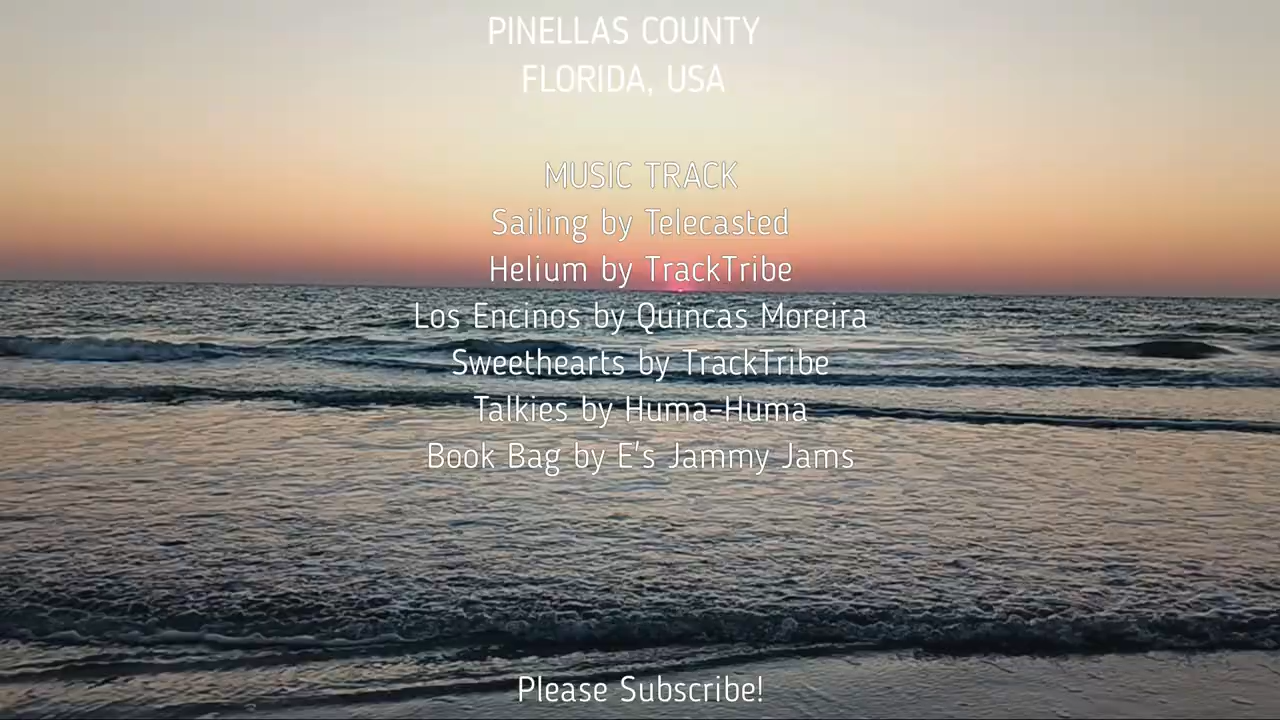 PINELLAS COUNTY
FLORIDA, USA
MUSIC TRACK
Sailing by Telecasted
Helium by TrackTribe
Los Encinos by Quincas Moreira
Sweethearts by TrackTribe
Talkies by Huma-Huma
Book Bag by E's Jammy Jams
Please Subscribe!